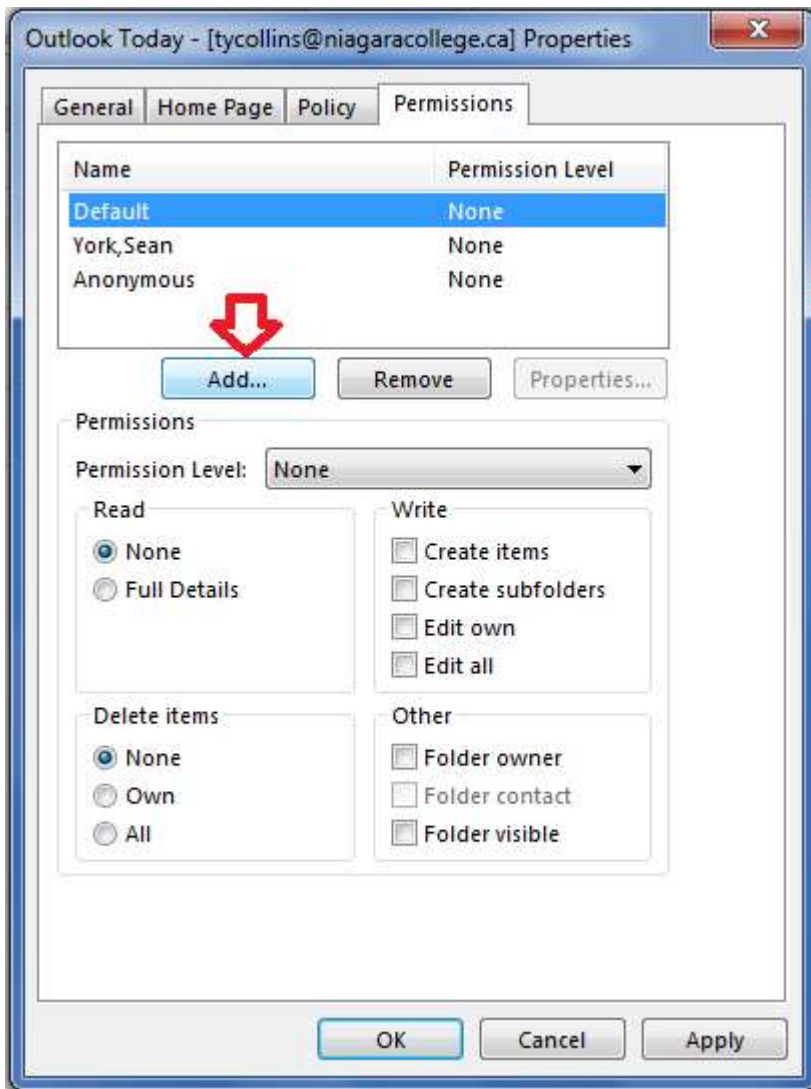 Outlook Today - [tycollins@niagaracollege.ca] Properties
General Home Page Policy Permissions
Name Permission Level
Default None
York,Sean None
Anonymous None
Add... Remove Properties...
Permissions
Permission Level: None
Read Write
None Create items
Full Details Create subfolders
Edit own
Edit all
Delete items Other
None Folder owner
Own Folder contact
All Folder visible
OK Cancel Apply